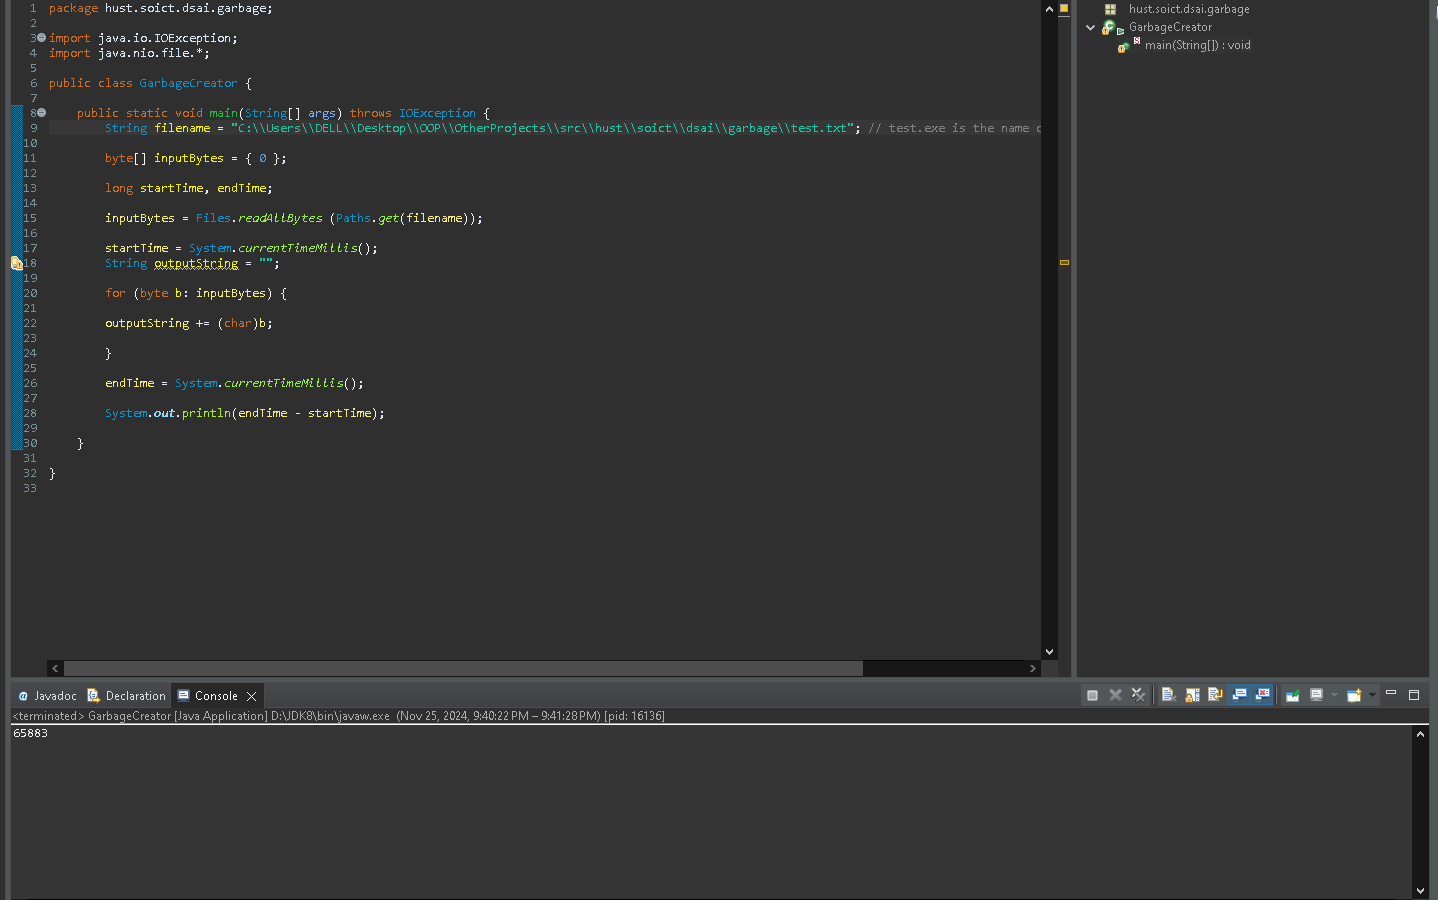 1 package hust.soict.dsai.garbage;
2
3 import java.io.IOException;
4 import java.nio.file.*;
5
6 public class GarbageCreator {
7
8 public static void main(String[] args) throws IOException {
9 String filename = "C:\\Users\\DELL\\Desktop\\OOP\\OtherProjects\\src\\hust\\soict\\dsai\\garbage\\test.txt"; // test.exe is the name
10
11 byte[] inputBytes = { 0 };
12
13 long startTime, endTime;
14
15 inputBytes = Files.readAllBytes (Paths.get(filename));
16
17 startTime = System.currentTimeMillis();
18 String outputString = "";
19
20 for (byte b: inputBytes) {
21
22 outputString += (char)b;
23
24 }
25
26 endTime = System.currentTimeMillis();
27
28 System.out.println(endTime - startTime);
29
30 }
31
32 }
33
hust.soict.dsai.garbage
GarbageCreator
main(String[]) : void
Javadoc Declaration Console
<terminated> GarbageCreator [Java Application] D:\JDK8\bin\javaw.exe (Nov 25, 2024, 9:40:22 PM – 9:41:28 PM) [pid: 16136]
65883